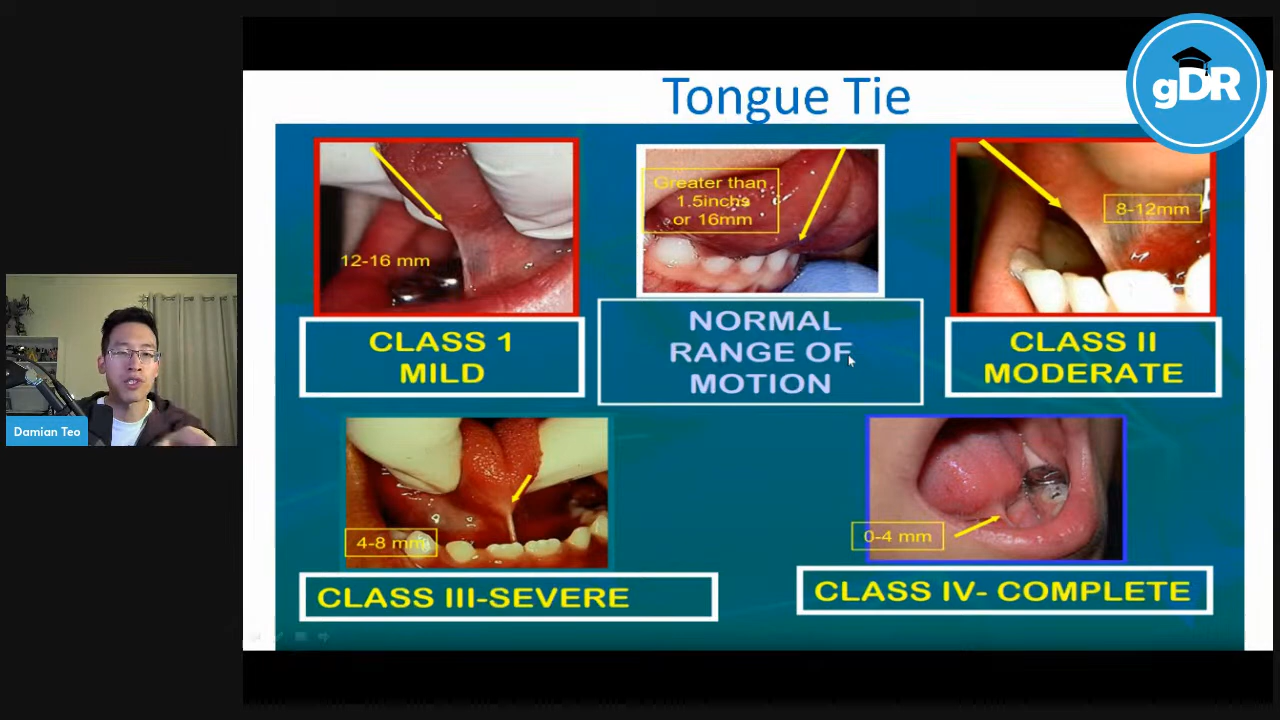 Tongue Tie
gDR
12-16 mm
Greater than
1.5inchs
or 16mm
8-12mm
CLASS 1
MILD
NORMAL
RANGE OF
MOTION
CLASS II
MODERATE
Damian Teo
4-8 mm
0-4 mm
CLASS III-SEVERE
CLASS IV- COMPLETE